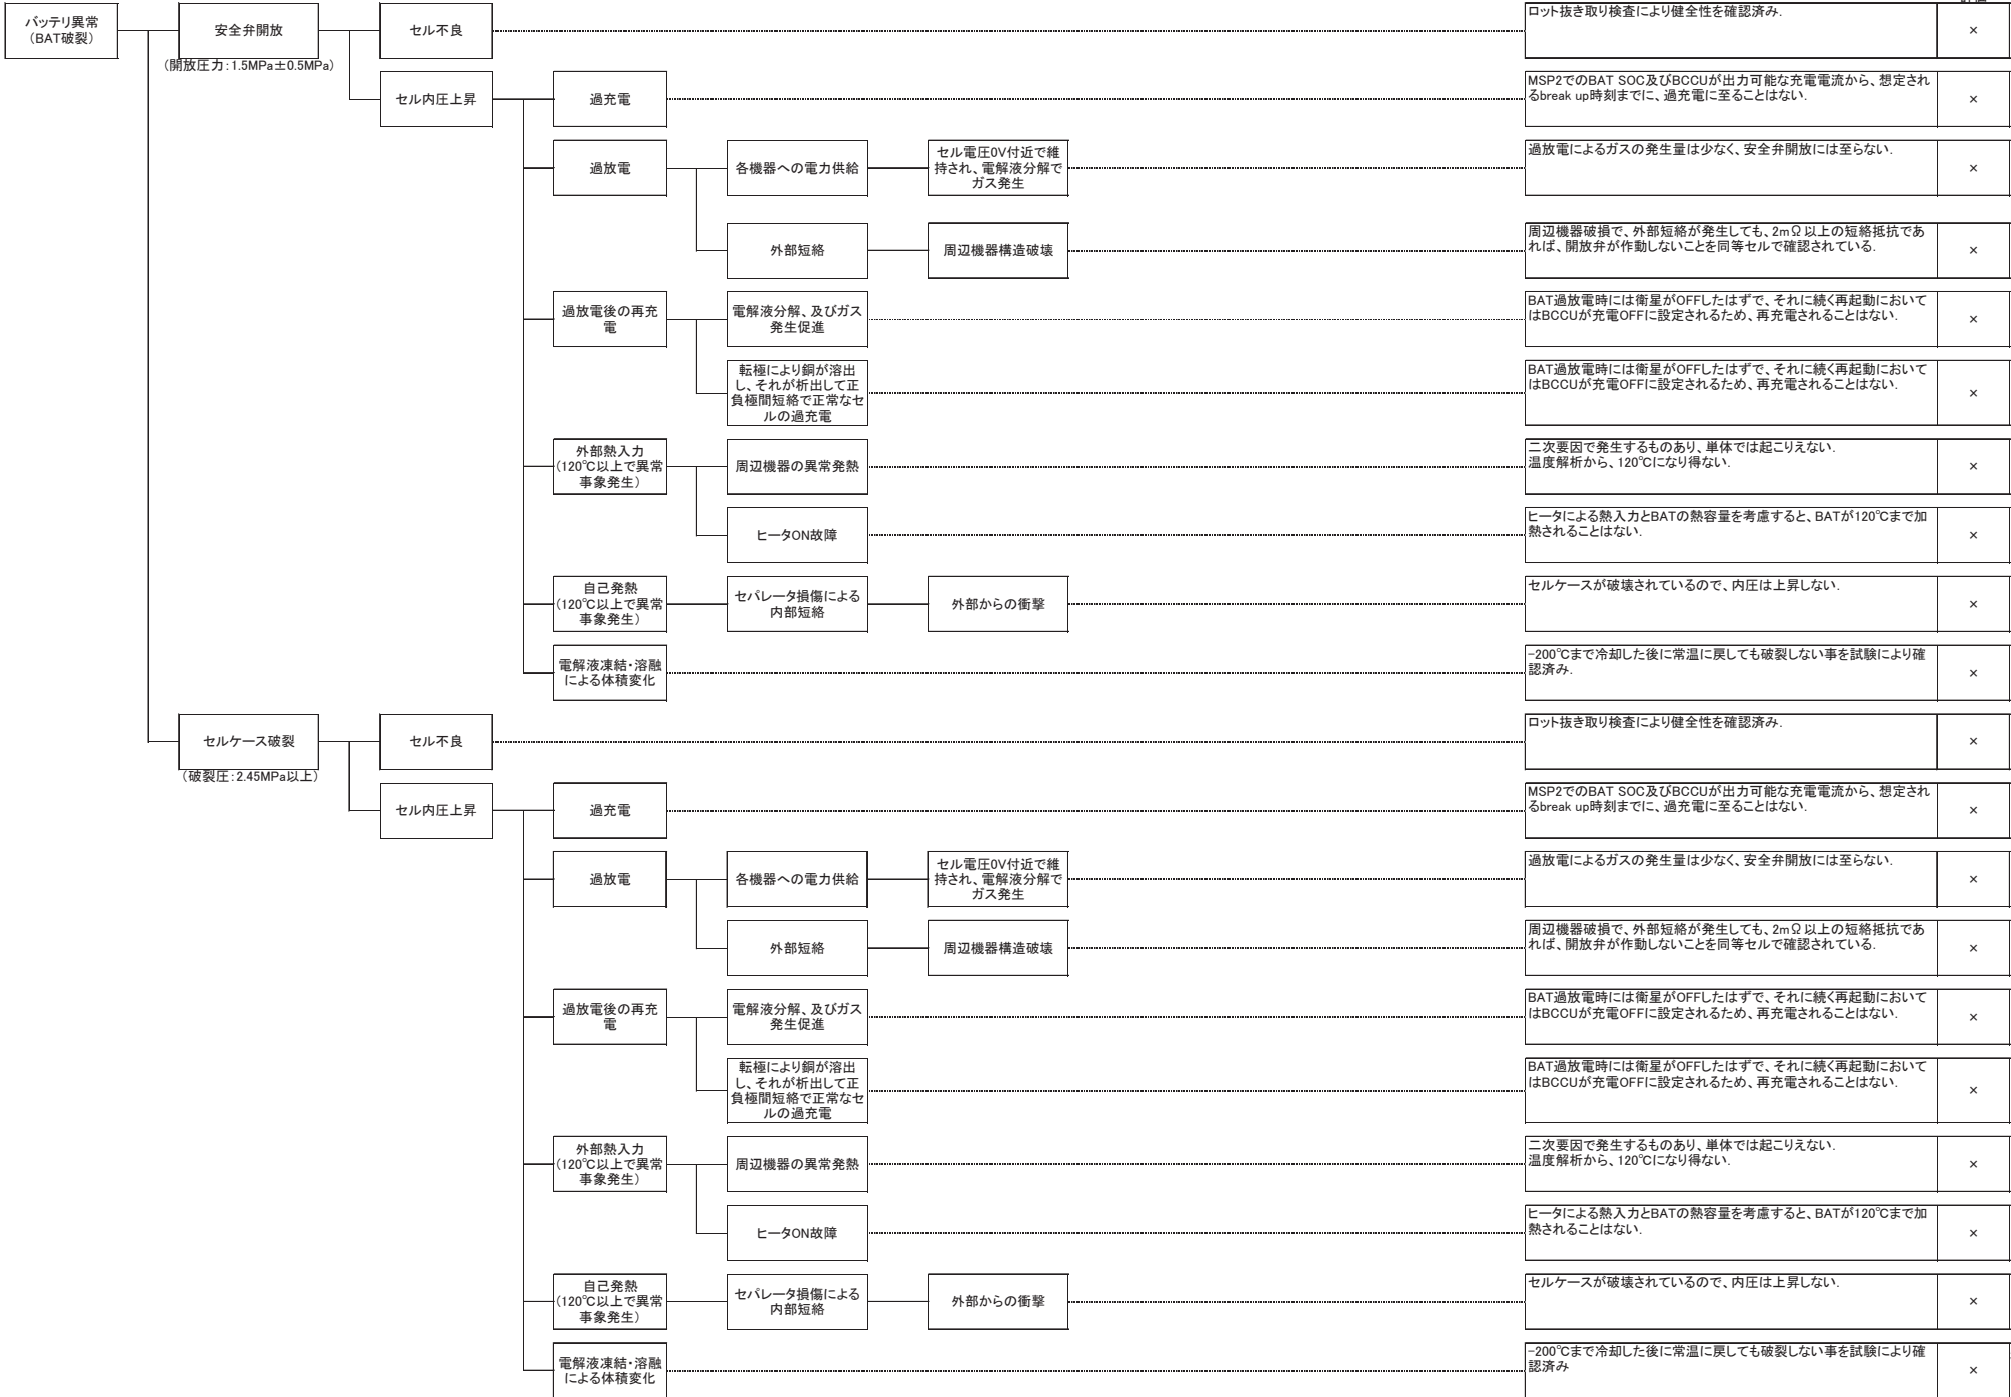 バッテリ異常
（BAT破裂）
安全弁開放
（開放圧力：1.5MPa±0.5MPa）
セル不良
ロット抜き取り検査により健全性を確認済み.
×
セル内圧上昇
過充電
MSP2でのBAT SOC及びBCCUが出力可能な充電電流から、想定され
るbreak up時刻までに、過充電に至ることはない.
×
過放電
各機器への電力供給
セル電圧0V付近で維
持され、電解液分解で
ガス発生
過放電によるガスの発生量は少なく、安全弁開放には至らない.
×
外部短絡
周辺機器構造破壊
周辺機器破損で、外部短絡が発生しても、2mΩ以上の短絡抵抗であ
れば、開放弁が作動しないことを同等セルで確認されている.
×
過放電後の再充
電
電解液分解、及びガス
発生促進
BAT過放電時には衛星がOFFしたはずで、それに続く再起動において
はBCCUが充電OFFに設定されるため、再充電されることはない.
×
転極により銅が溶出
し、それが析出して正
負極間短絡で正常なセ
ルの過充電
BAT過放電時には衛星がOFFしたはずで、それに続く再起動において
はBCCUが充電OFFに設定されるため、再充電されることはない.
×
外部熱入力
（120℃以上で異常
事象発生）
周辺機器の異常発熱
二次要因で発生するものあり、単体では起こりえない.
温度解析から、120℃になり得ない.
×
ヒータON故障
ヒータによる熱入力とBATの熱容量を考慮すると、BATが120℃まで加
熱されることはない.
×
自己発熱
（120℃以上で異常
事象発生）
セパレータ損傷による
内部短絡
外部からの衝撃
セルケースが破壊されているので、内圧は上昇しない.
×
電解液凍結・溶融
による体積変化
-200℃まで冷却した後に常温に戻しても破裂しない事を試験により確
認済み.
×
セルケース破裂
（破裂圧：2.45MPa以上）
セル不良
ロット抜き取り検査により健全性を確認済み.
×
セル内圧上昇
過充電
MSP2でのBAT SOC及びBCCUが出力可能な充電電流から、想定され
るbreak up時刻までに、過充電に至ることはない.
×
過放電
各機器への電力供給
セル電圧0V付近で維
持され、電解液分解で
ガス発生
過放電によるガスの発生量は少なく、安全弁開放には至らない.
×
外部短絡
周辺機器構造破壊
周辺機器破損で、外部短絡が発生しても、2mΩ以上の短絡抵抗であ
れば、開放弁が作動しないことを同等セルで確認されている.
×
過放電後の再充
電
電解液分解、及びガス
発生促進
BAT過放電時には衛星がOFFしたはずで、それに続く再起動において
はBCCUが充電OFFに設定されるため、再充電されることはない.
×
転極により銅が溶出
し、それが析出して正
負極間短絡で正常なセ
ルの過充電
BAT過放電時には衛星がOFFしたはずで、それに続く再起動において
はBCCUが充電OFFに設定されるため、再充電されることはない.
×
外部熱入力
（120℃以上で異常
事象発生）
周辺機器の異常発熱
二次要因で発生するものあり、単体では起こりえない.
温度解析から、120℃になり得ない.
×
ヒータON故障
ヒータによる熱入力とBATの熱容量を考慮すると、BATが120℃まで加
熱されることはない.
×
自己発熱
（120℃以上で異常
事象発生）
セパレータ損傷による
内部短絡
外部からの衝撃
セルケースが破壊されているので、内圧は上昇しない.
×
電解液凍結・溶融
による体積変化
-200℃まで冷却した後に常温に戻しても破裂しない事を試験により確
認済み
×